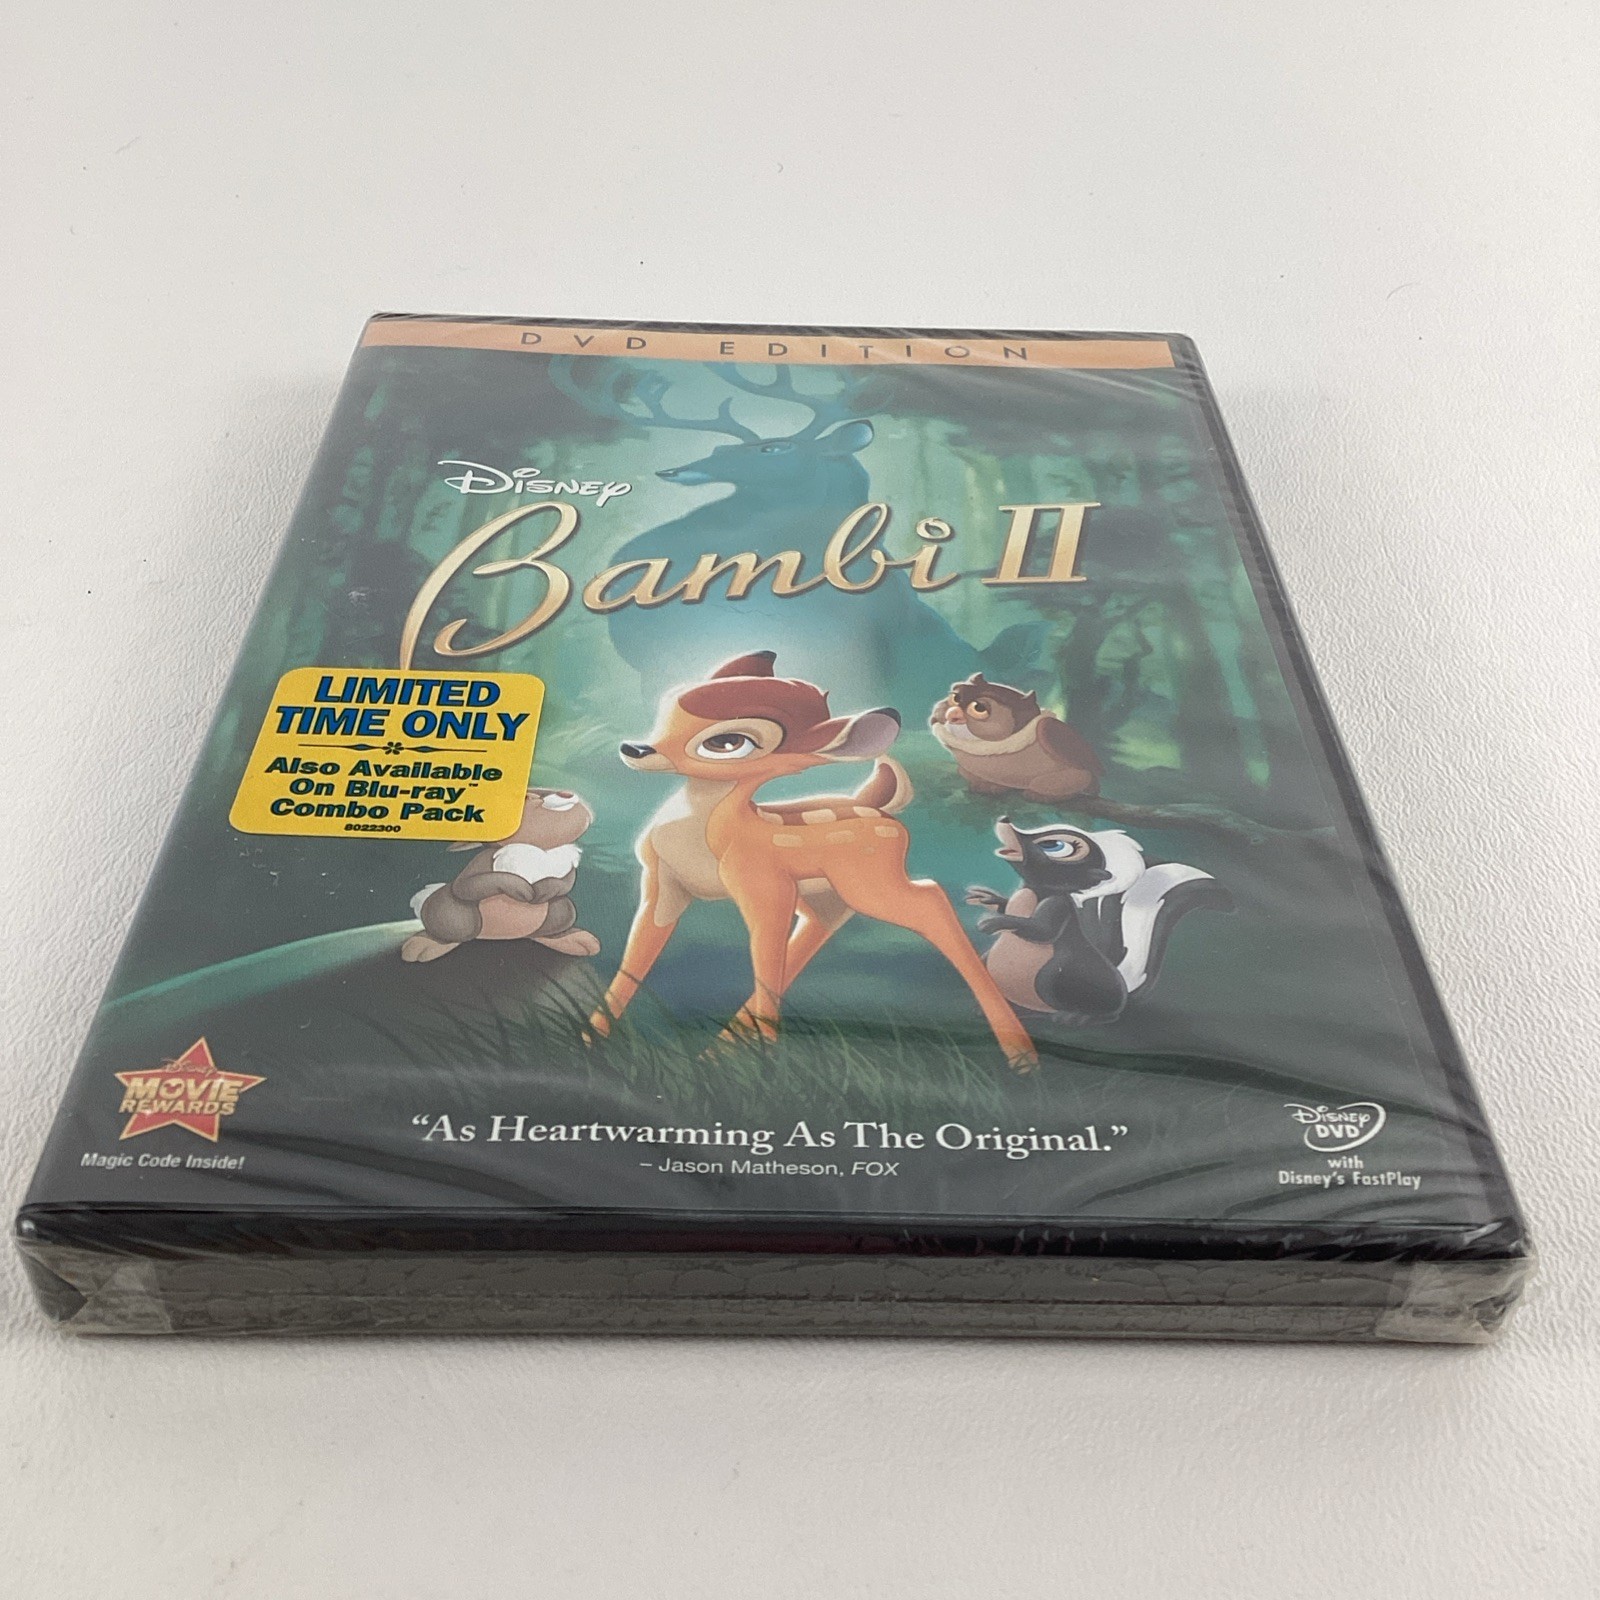 DVD EDITION
Disney
Bambi II
LIMITED
TIME ONLY
Also Available
On Blu-ray™
Combo Pack
8022300
Disney
MOVIE
REWARDS
Magic Code Inside!
“As Heartwarming As The Original.”
– Jason Matheson, FOX
Disney
DVD
with
Disney's FastPlay